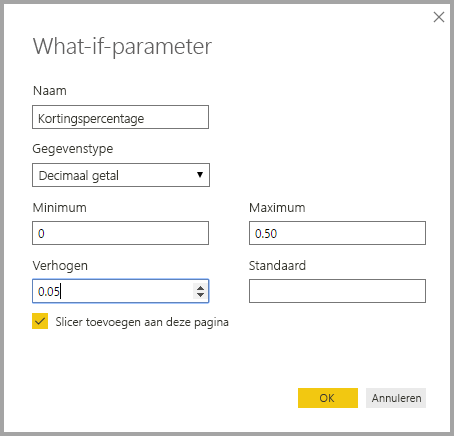 What-if-parameter
Naam
Kortingspercentage
Gegevenstype
Decimaal getal
Minimum Maximum
0 0.50
Verhogen Standaard
0.05
Slicer toevoegen aan deze pagina
OK Annuleren